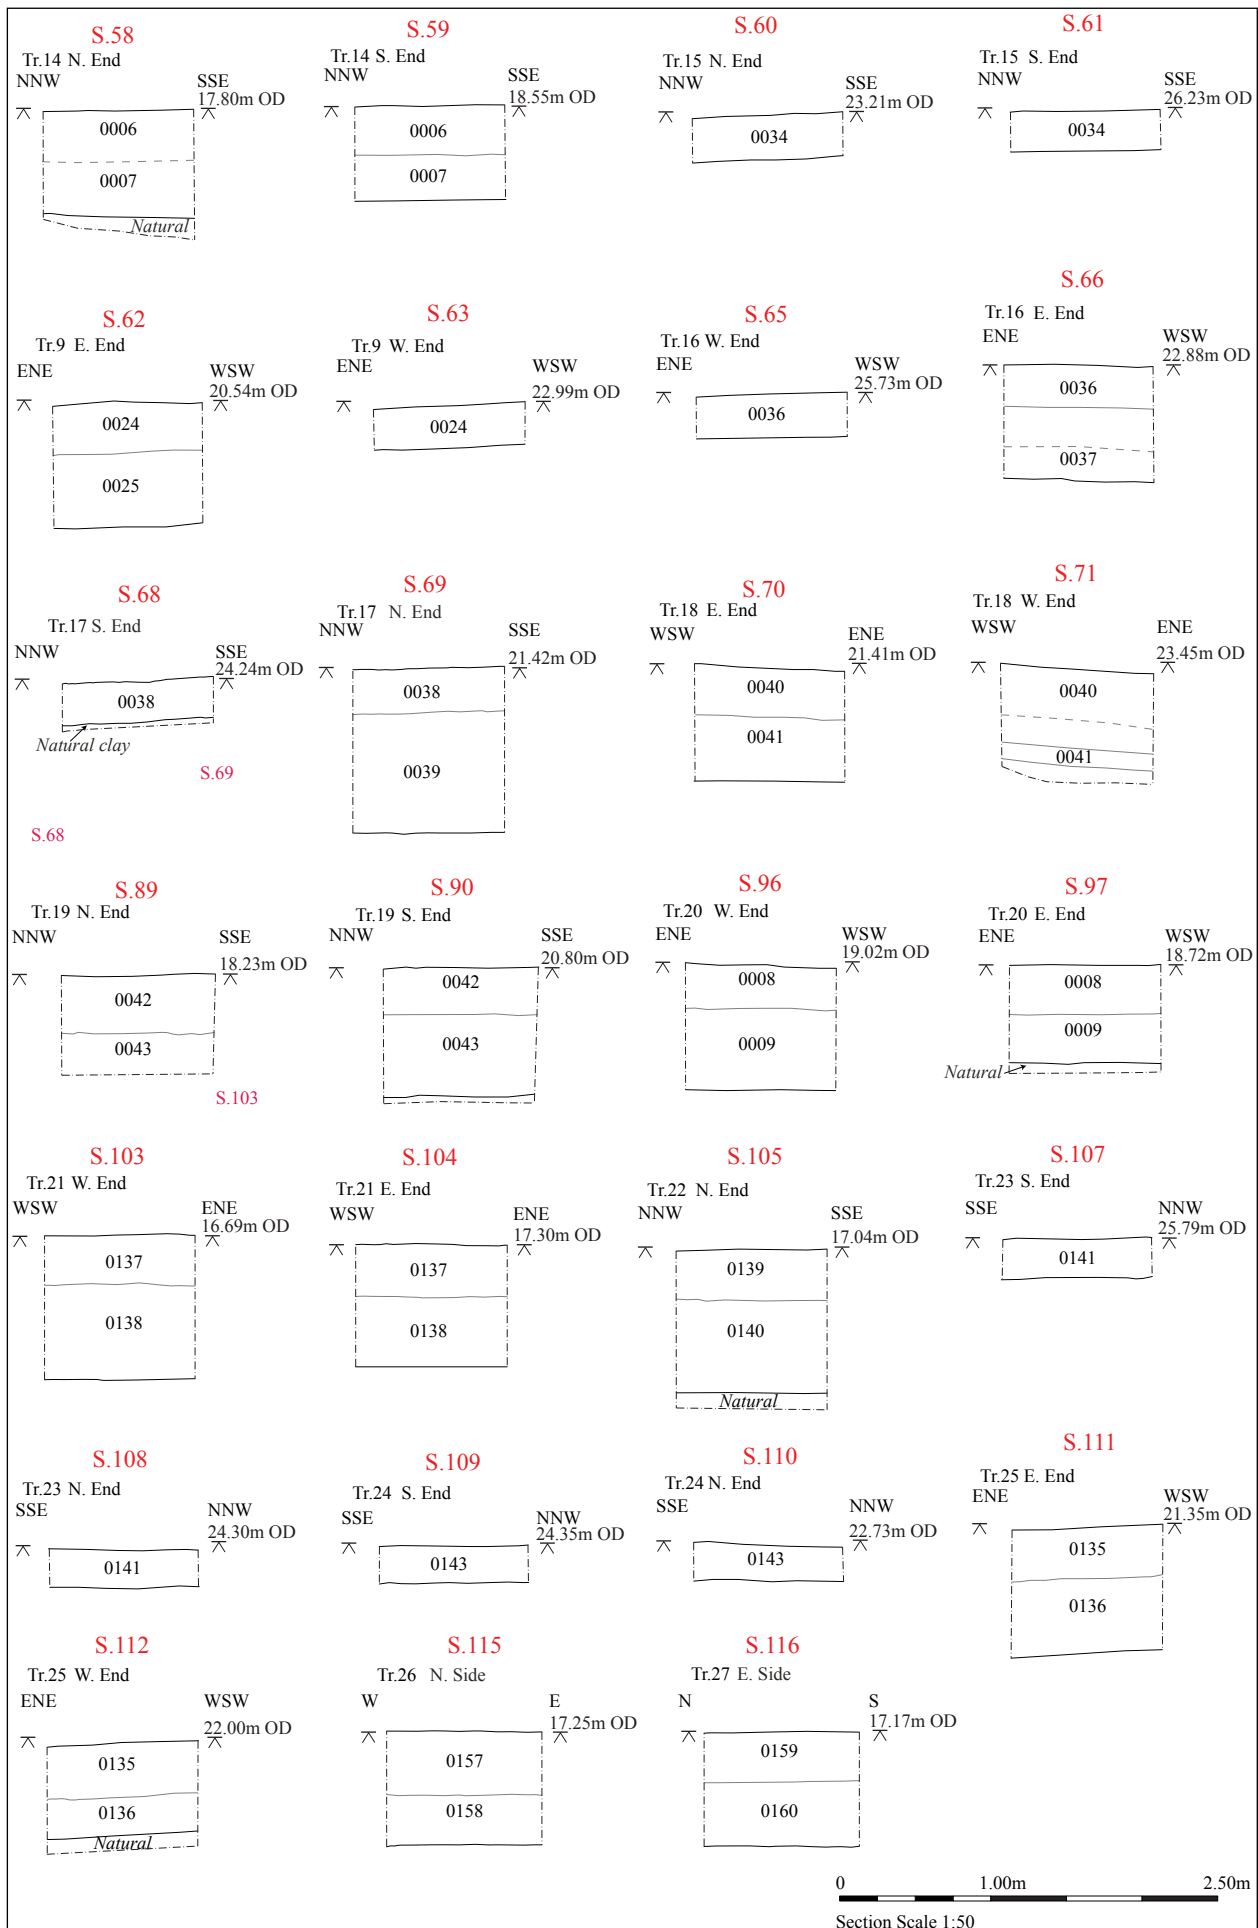 S.58
Tr.14 N. End
NNW SSE
17.80m OD
0006
0007
Natural
S.59
Tr.14 S. End
NNW SSE
18.55m OD
0006
0007
S.60
Tr.15 N. End
NNW SSE
23.21m OD
0034
S.61
Tr.15 S. End
NNW SSE
26.23m OD
0034
S.62
Tr.9 E. End
ENE WSW
20.54m OD
0024
0025
S.63
Tr.9 W. End
ENE WSW
22.99m OD
0024
S.65
Tr.16 W. End
ENE WSW
25.73m OD
0036
S.66
Tr.16 E. End
ENE WSW
22.88m OD
0036
0037
S.68
Tr.17 S. End
NNW SSE
24.24m OD
0038
Natural clay
S.69
S.68
S.69
Tr.17 N. End
NNW SSE
21.42m OD
0038
0039
S.70
Tr.18 E. End
WSW ENE
21.41m OD
0040
0041
S.71
Tr.18 W. End
WSW ENE
23.45m OD
0040
0041
S.89
Tr.19 N. End
NNW SSE
18.23m OD
0042
0043
S.103
S.90
Tr.19 S. End
NNW SSE
20.80m OD
0042
0043
S.96
Tr.20 W. End
ENE WSW
19.02m OD
0008
0009
S.97
Tr.20 E. End
ENE WSW
18.72m OD
0008
0009
Natural
S.103
Tr.21 W. End
WSW ENE
16.69m OD
0137
0138
S.104
Tr.21 E. End
WSW ENE
17.30m OD
0137
0138
S.105
Tr.22 N. End
NNW SSE
17.04m OD
0139
0140
Natural
S.107
Tr.23 S. End
SSE NNW
25.79m OD
0141
S.108
Tr.23 N. End
SSE NNW
24.30m OD
0141
S.109
Tr.24 S. End
SSE NNW
24.35m OD
0143
S.110
Tr.24 N. End
SSE NNW
22.73m OD
0143
S.111
Tr.25 E. End
ENE WSW
21.35m OD
0135
0136
S.112
Tr.25 W. End
ENE WSW
22.00m OD
0135
0136
Natural
S.115
Tr.26 N. Side
W E
17.25m OD
0157
0158
S.116
Tr.27 E. Side
N S
17.17m OD
0159
0160
0 1.00m 2.50m
Section Scale 1:50